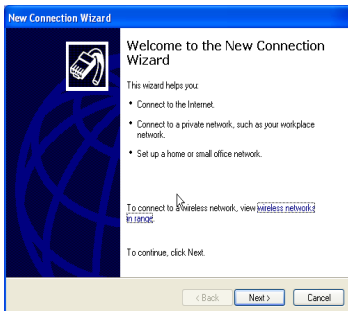 New Connection Wizard
Welcome to the New Connection
Wizard
This wizard helps you:
• Connect to the Internet.
• Connect to a private network, such as your workplace
network.
• Set up a home or small office network.
To connect to a wireless network, view wireless networks
in range.
To continue, click Next.
< Back
Next >
Cancel